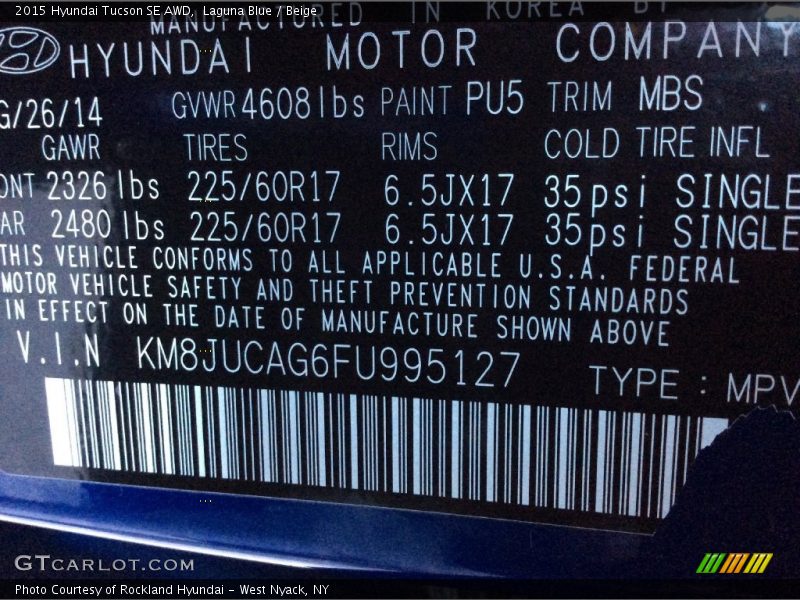 2015 Hyundai Tucson SE AWD, Laguna Blue / Beige
MANUFACTURED IN KOREA BY
HYUNDAI MOTOR COMPANY
G/26/14 GVWR 4608lbs PAINT PU5 TRIM MBS
GAWR TIRES RIMS COLD TIRE INFL
ONT 2326 lbs 225/60R17 6.5JX17 35psi SINGLE
AR 2480 lbs 225/60R17 6.5JX17 35psi SINGLE
THIS VEHICLE CONFORMS TO ALL APPLICABLE U.S.A. FEDERAL
MOTOR VEHICLE SAFETY AND THEFT PREVENTION STANDARDS
IN EFFECT ON THE DATE OF MANUFACTURE SHOWN ABOVE
V.I.N KM8JUCAG6FU995127 TYPE : MPV
GTCARLOT.COM
Photo Courtesy of Rockland Hyundai - West Nyack, NY